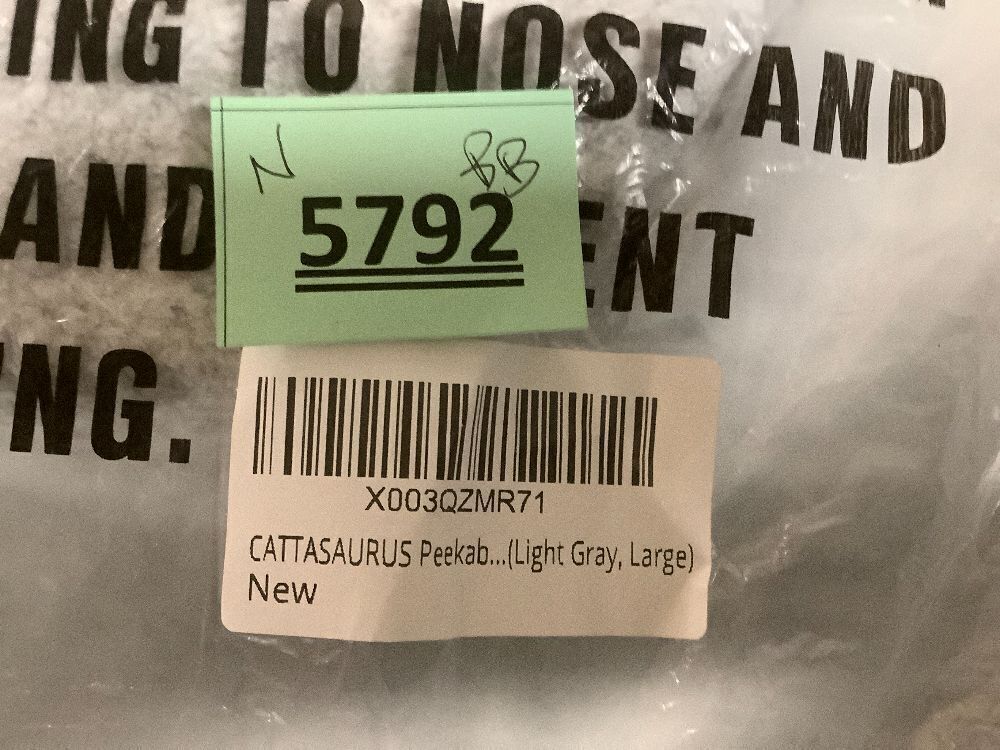 ING TO NOSE AND
N BB
5792
AND ENT
NG.
X003QZMR71
CATTASAURUS Peekab...(Light Gray, Large)
New